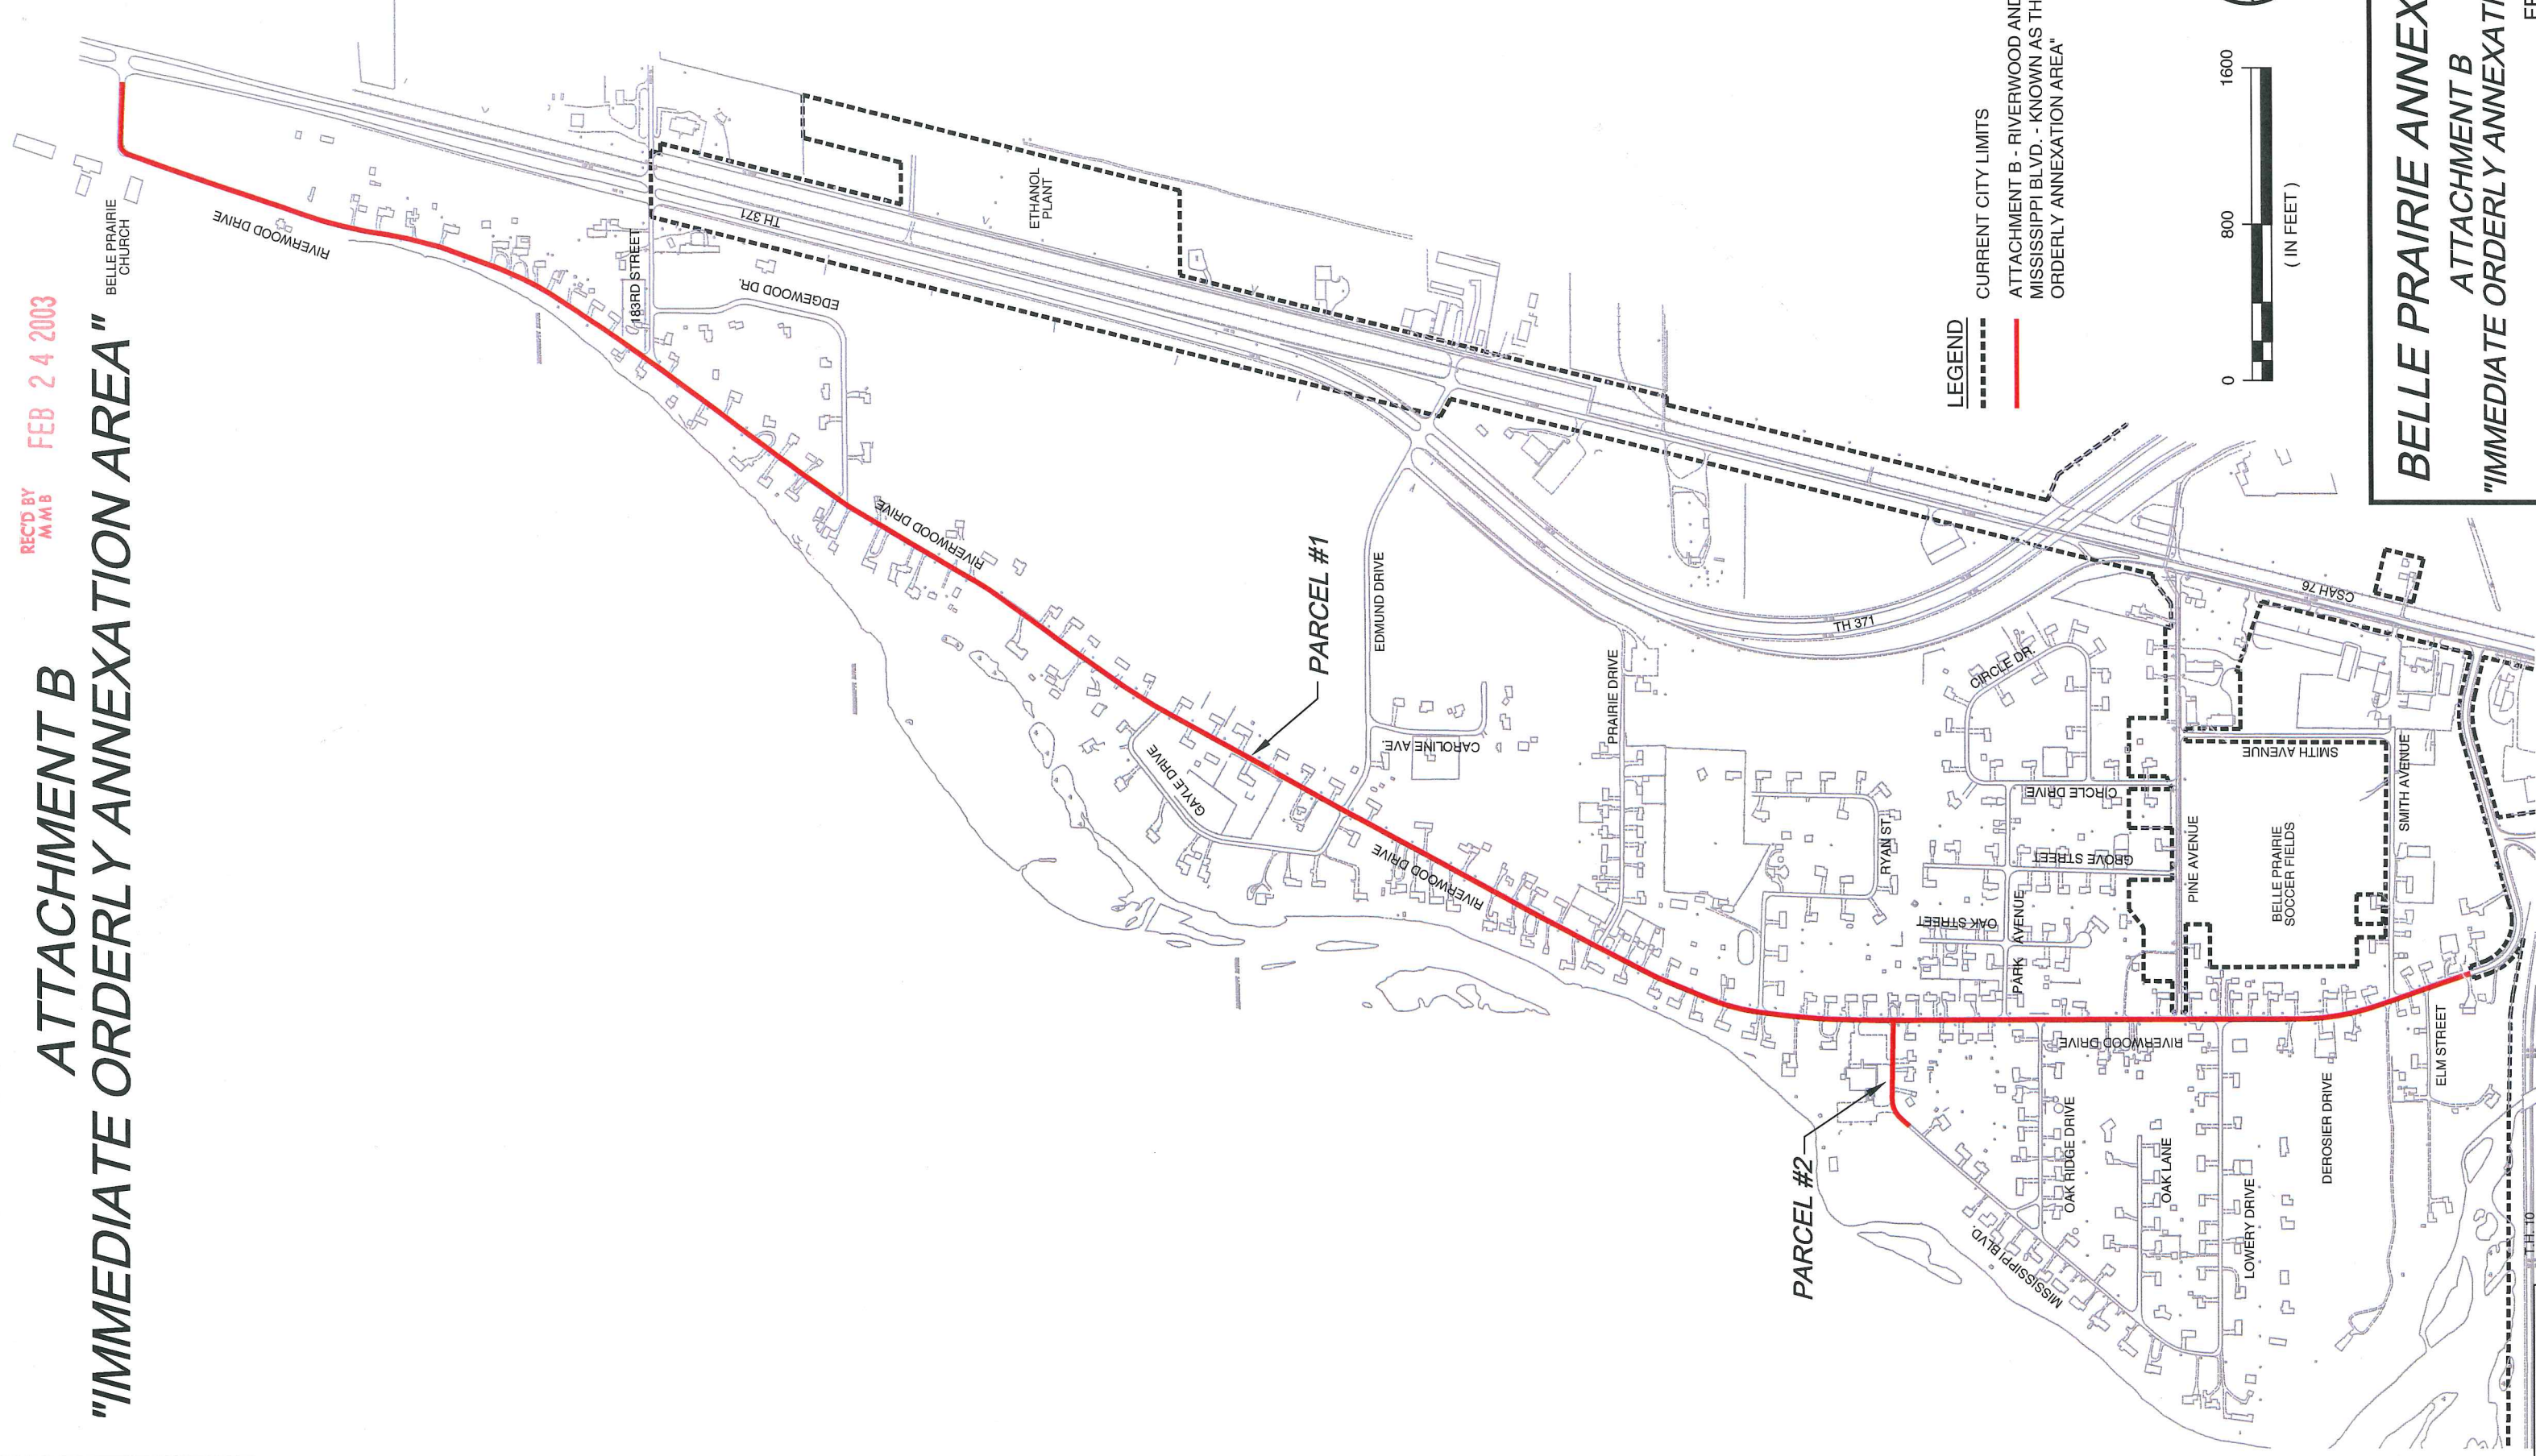 REC'D BY
MMB
FEB 24 2003
ATTACHMENT B
"IMMEDIATE ORDERLY ANNEXATION AREA"
BELLE PRAIRIE
CHURCH
RIVERWOOD DRIVE
183RD STREET
TH 371
EDGEWOOD DR.
ETHANOL
PLANT
RIVERWOOD DRIVE
PARCEL #1
EDMUND DRIVE
GAYLE DRIVE
CAROLINE AVE.
RIVERWOOD DRIVE
PRAIRIE DRIVE
TH 371
RYAN ST.
CIRCLE DR.
CIRCLE DRIVE
GROVE STREET
OAK STREET
PARK AVENUE
PINE AVENUE
CSAH 76
SMITH AVENUE
SMITH AVENUE
BELLE PRAIRIE
SOCCER FIELDS
RIVERWOOD DRIVE
PARCEL #2
MISSISSIPPI BLVD.
OAK RIDGE DRIVE
OAK LANE
LOWERY DRIVE
DEROSIER DRIVE
ELM STREET
T.H. 10
LEGEND
CURRENT CITY LIMITS
ATTACHMENT B - RIVERWOOD AND
MISSISSIPPI BLVD. - KNOWN AS TH
ORDERLY ANNEXATION AREA"
0 800 1600
( IN FEET )
BELLE PRAIRIE ANNEX
ATTACHMENT B
"IMMEDIATE ORDERLY ANNEXATI